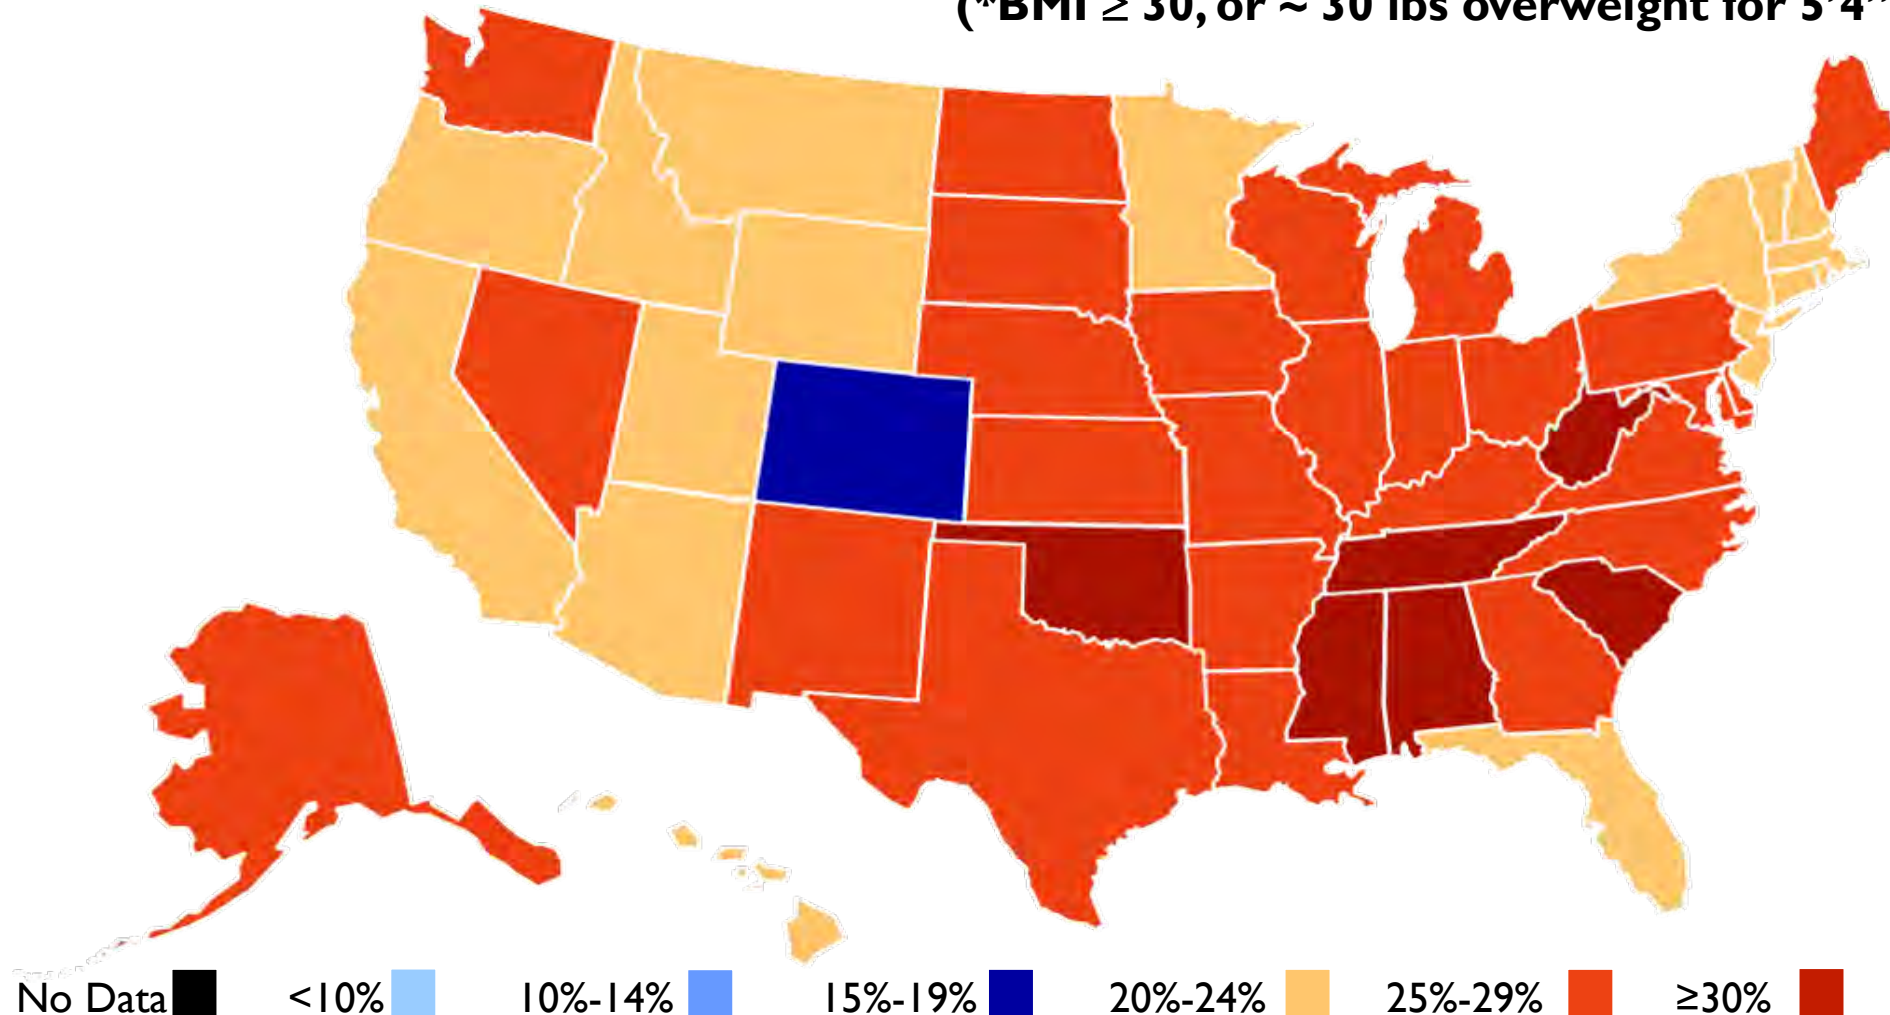 (*BMI ≥ 30, or ~ 30 lbs overweight for 5’4”
No Data <10% 10%-14% 15%-19% 20%-24% 25%-29% ≥30%